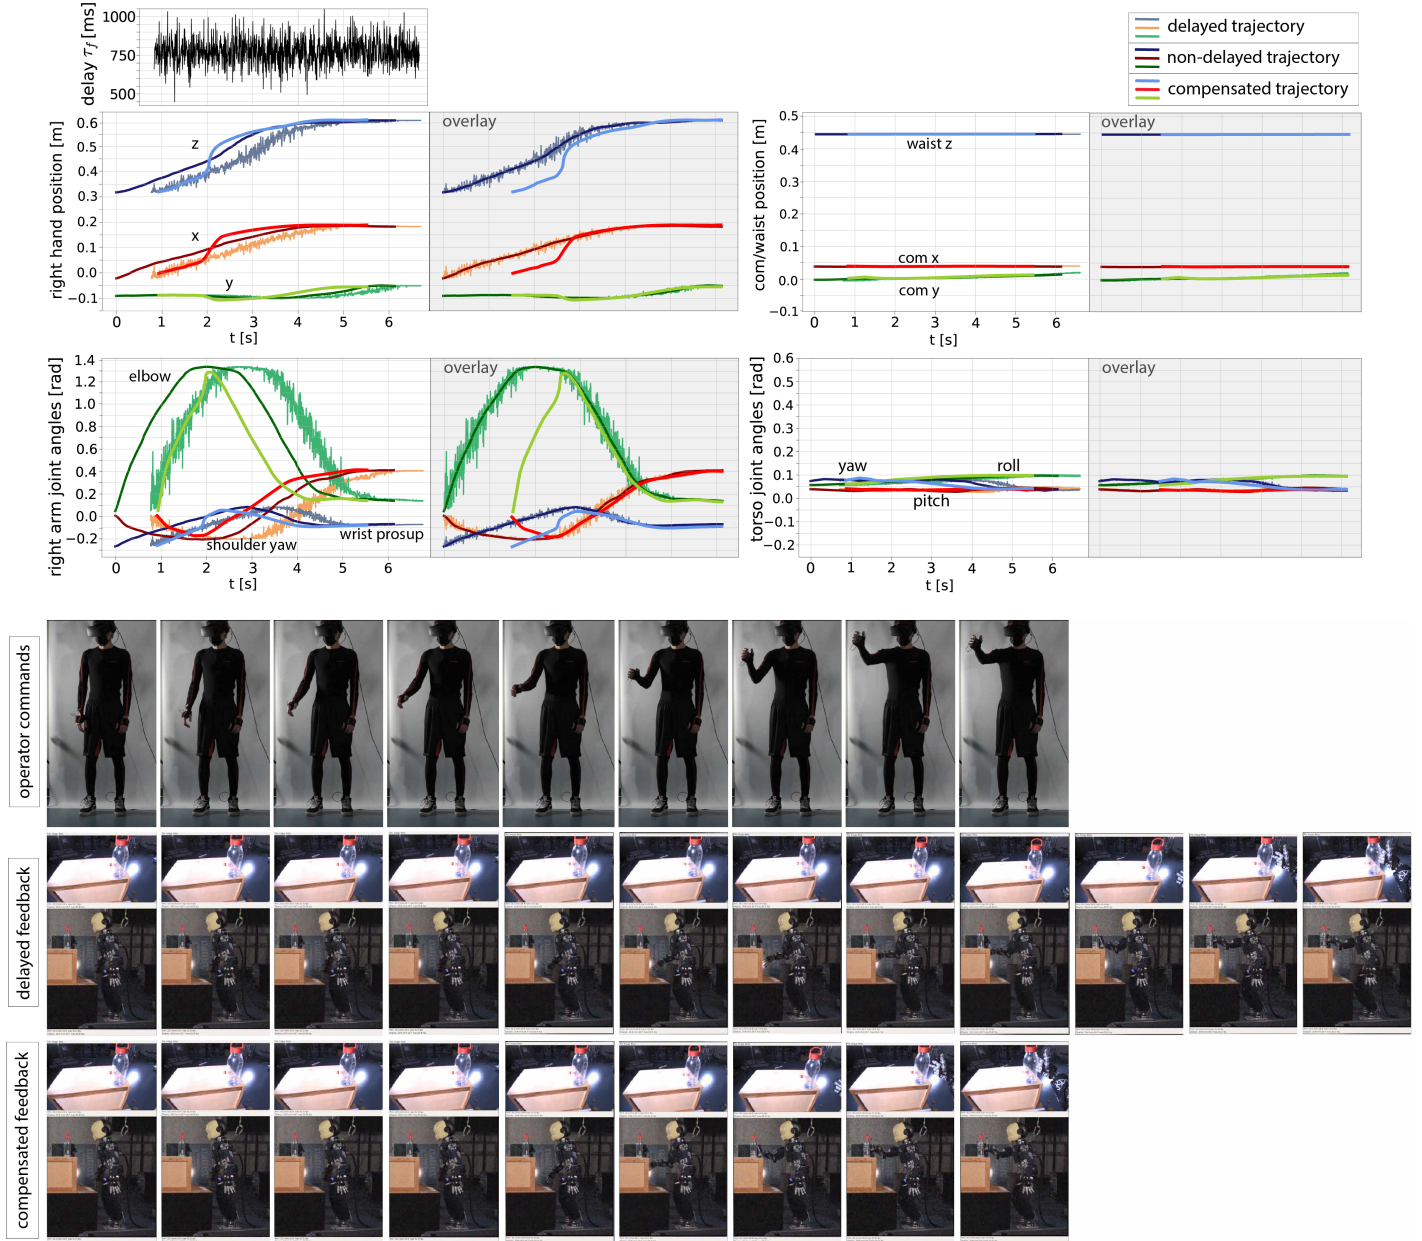 delay τf [ms]
1000
750
500
delayed trajectory
non-delayed trajectory
compensated trajectory
right hand position [m]
0.6
0.5
0.4
0.3
0.2
0.1
0.0
−0.1
z
x
y
overlay
0 1 2 3 4 5 6
t [s]
com/waist position [m]
0.5
0.4
0.3
0.2
0.1
0.0
−0.1
waist z
com x
com y
overlay
0 1 2 3 4 5 6
t [s]
right arm joint angles [rad]
1.4
1.2
1.0
0.8
0.6
0.4
0.2
0.0
−0.2
elbow
shoulder yaw
wrist prosup
overlay
0 1 2 3 4 5 6
t [s]
torso joint angles [rad]
0.6
0.5
0.4
0.3
0.2
0.1
0.0
−0.1
−0.2
yaw
roll
pitch
overlay
0 1 2 3 4 5 6
t [s]
operator commands
delayed feedback
compensated feedback